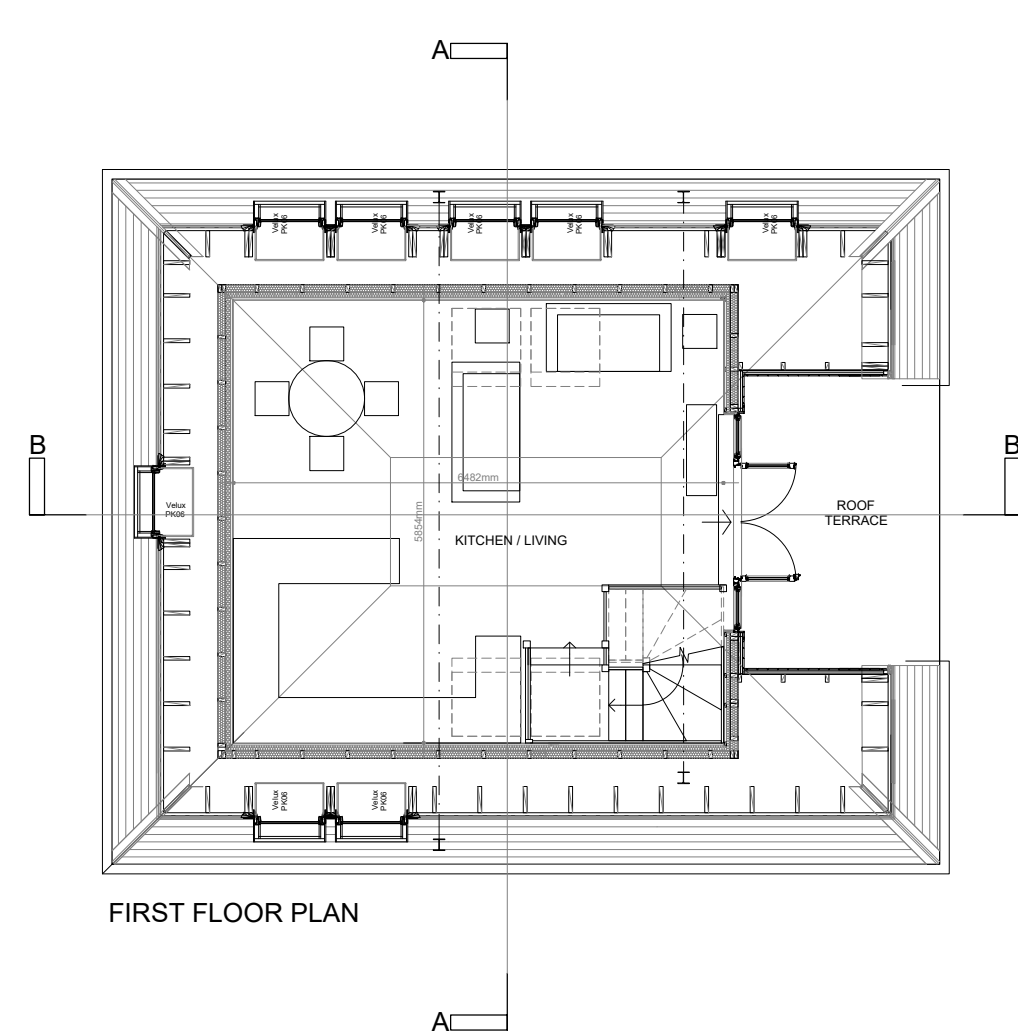 A
Velux
PK06
Velux
PK06
Velux
PK06
Velux
PK06
Velux
PK06
B
B
6482mm
Velux
PK06
5854mm
ROOF
TERRACE
KITCHEN / LIVING
Velux
PK06
Velux
PK06
FIRST FLOOR PLAN
A